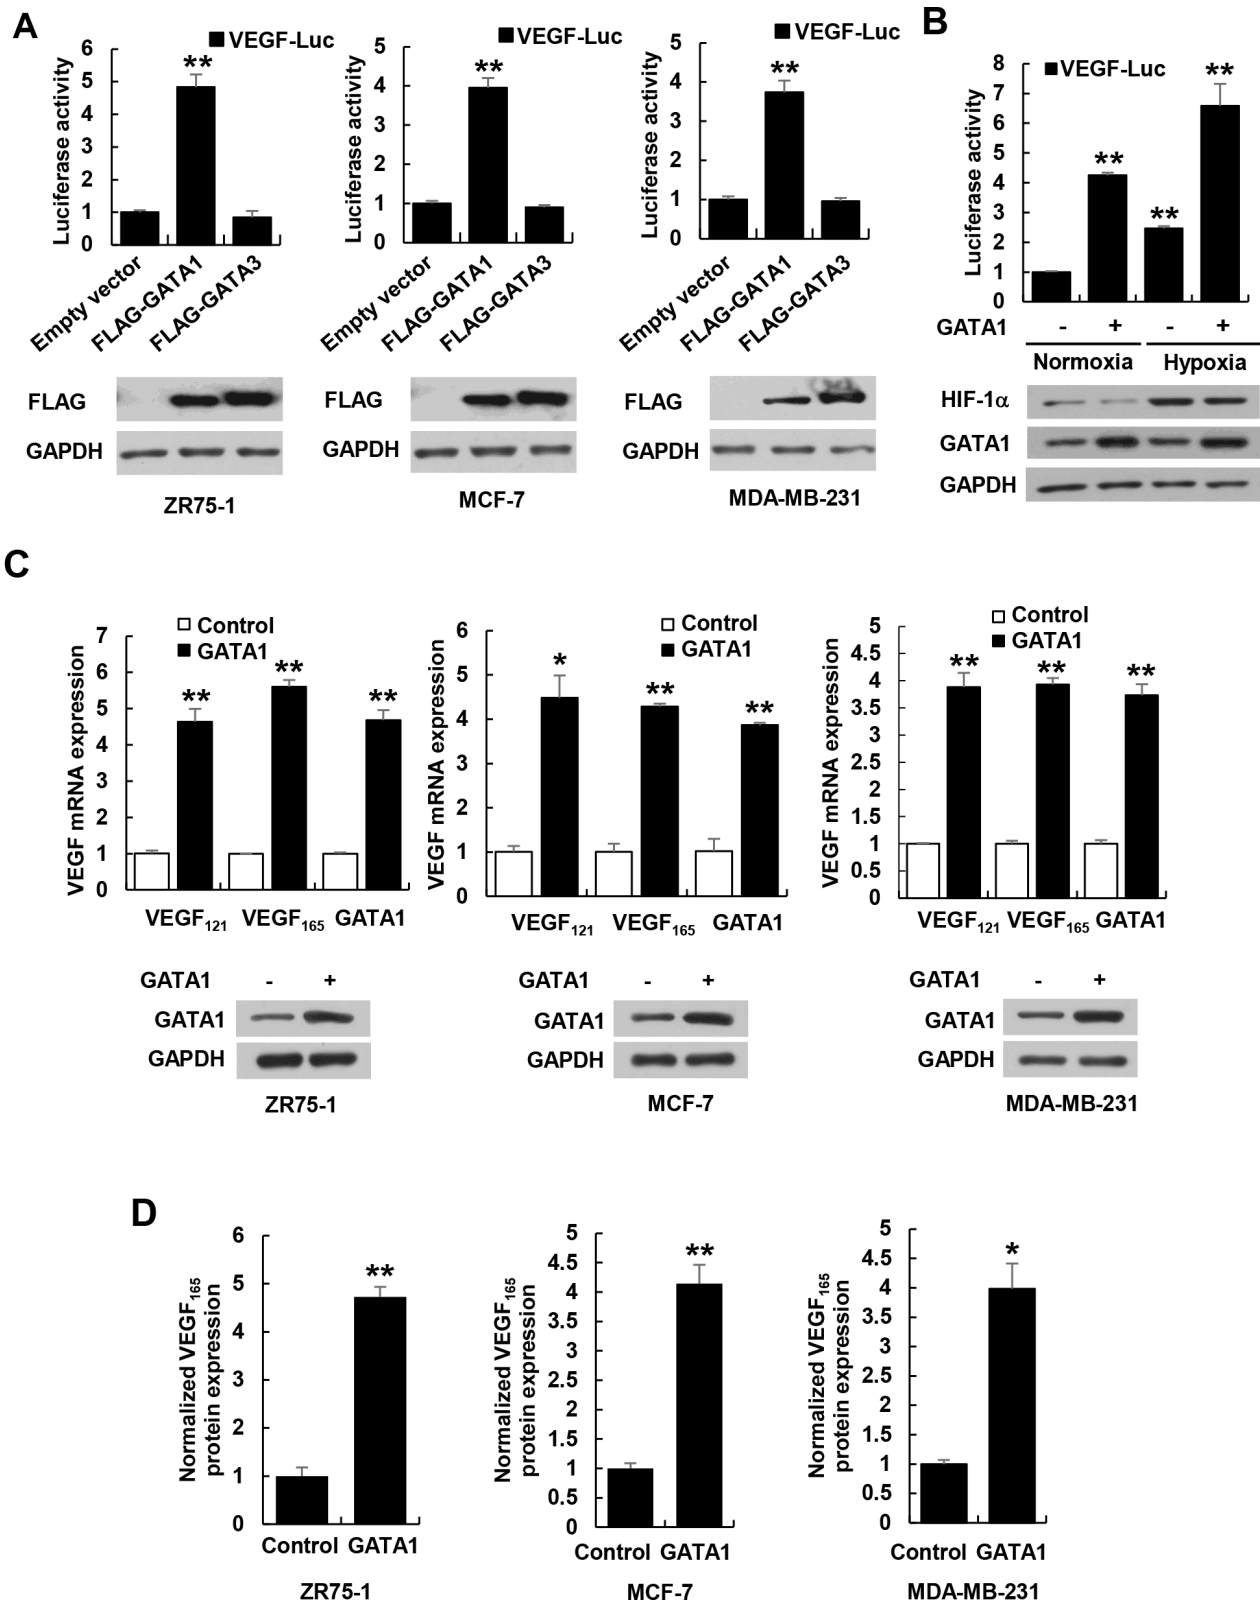 A
VEGF-Luc
Luciferase activity
6
5
4
3
2
1
0
**
Empty vector
FLAG-GATA1
FLAG-GATA3
FLAG
GAPDH
ZR75-1
VEGF-Luc
Luciferase activity
5
4
3
2
1
0
**
Empty vector
FLAG-GATA1
FLAG-GATA3
FLAG
GAPDH
MCF-7
VEGF-Luc
Luciferase activity
5
4
3
2
1
0
**
Empty vector
FLAG-GATA1
FLAG-GATA3
FLAG
GAPDH
MDA-MB-231
B
VEGF-Luc
Luciferase activity
8
7
6
5
4
3
2
1
0
** ** **
GATA1 - + - +
Normoxia Hypoxia
HIF-1α
GATA1
GAPDH
C
Control
GATA1
VEGF mRNA expression
7
6
5
4
3
2
1
0
** ** **
VEGF121 VEGF165 GATA1
GATA1 - +
GATA1
GAPDH
ZR75-1
Control
GATA1
VEGF mRNA expression
6
5
4
3
2
1
0
* ** **
VEGF121 VEGF165 GATA1
GATA1 - +
GATA1
GAPDH
MCF-7
Control
GATA1
VEGF mRNA expression
5
4.5
4
3.5
3
2.5
2
1.5
1
0.5
0
** ** **
VEGF121 VEGF165 GATA1
GATA1 - +
GATA1
GAPDH
MDA-MB-231
D
Normalized VEGF165
protein expression
6
5
4
3
2
1
0
**
Control GATA1
ZR75-1
Normalized VEGF165
protein expression
5
4.5
4
3.5
3
2.5
2
1.5
1
0.5
0
**
Control GATA1
MCF-7
Normalized VEGF165
protein expression
5
4.5
4
3.5
3
2.5
2
1.5
1
0.5
0
*
Control GATA1
MDA-MB-231